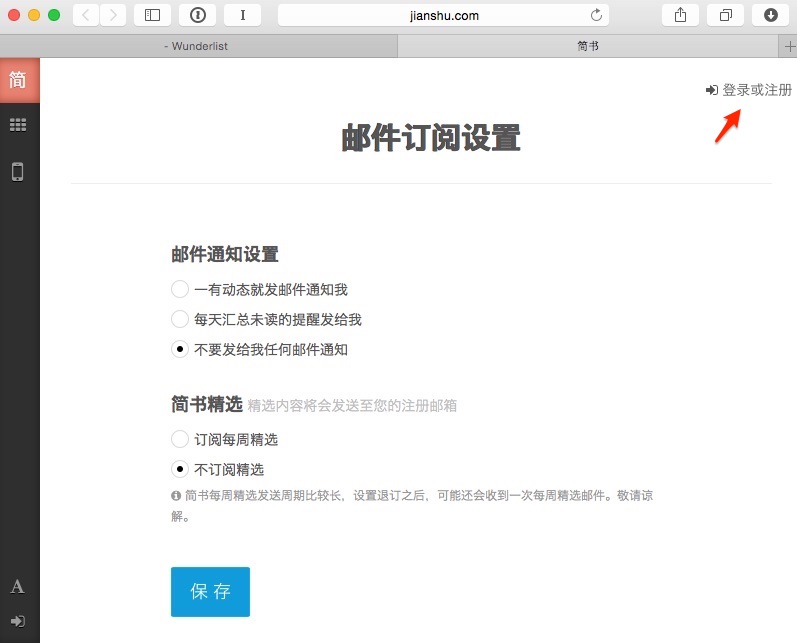 jianshu.com
- Wunderlist
简书
简
登录或注册
邮件订阅设置
邮件通知设置
一有动态就发邮件通知我
每天汇总未读的提醒发给我
不要发给我任何邮件通知
简书精选 精选内容将会发送至您的注册邮箱
订阅每周精选
不订阅精选
简书每周精选发送周期比较长，设置退订之后，可能还会收到一次每周精选邮件。敬请谅
解。
保存
A